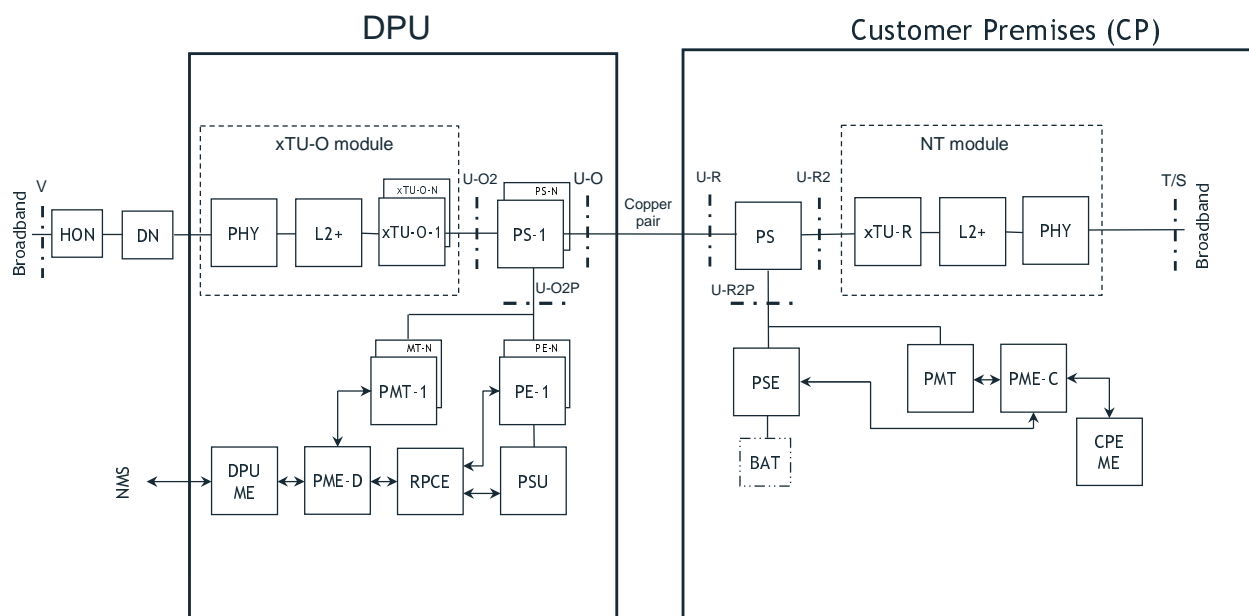 DPU
Customer Premises (CP)
xTU-O module
NT module
Broadband
V
HON
DN
PHY
L2+
xTU-O-N
xTU-O-1
U-O2
PS-N
PS-1
U-O
Copper
pair
U-R
PS
U-R2
xTU-R
L2+
PHY
T/S
Broadband
U-O2P
U-R2P
MT-N
PMT-1
PE-N
PE-1
PSE
PMT
PME-C
NMS
DPU
ME
PME-D
RPCE
PSU
BAT
CPE
ME